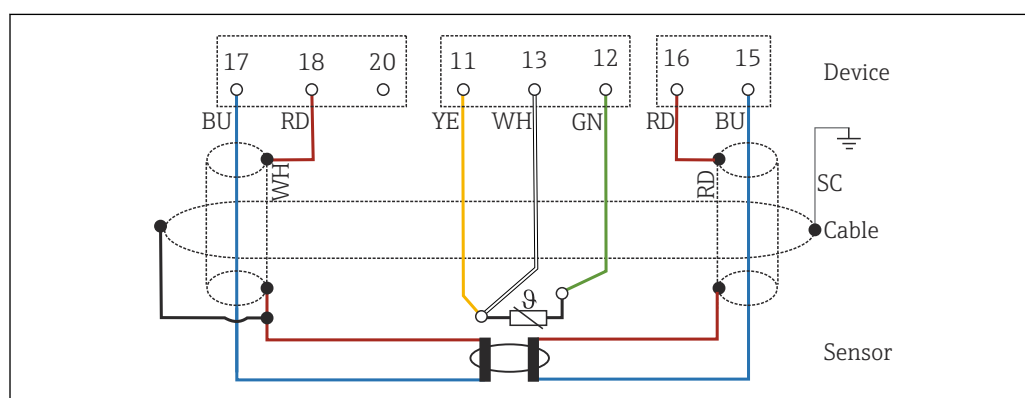 17 18 20 11 13 12 16 15
Device
BU RD YE WH GN RD BU
WH RD SC
Cable
ϑ
Sensor